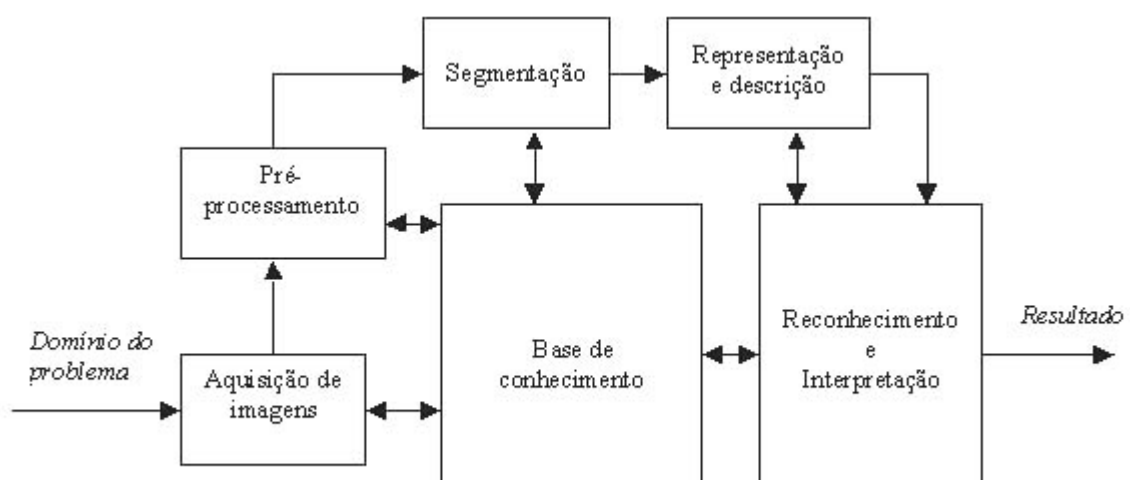 Segmentação
Representação
e descrição
Pré-
processamento
Domínio do
problema
Aquisição de
imagens
Base de
conhecimento
Reconhecimento
e
Interpretação
Resultado